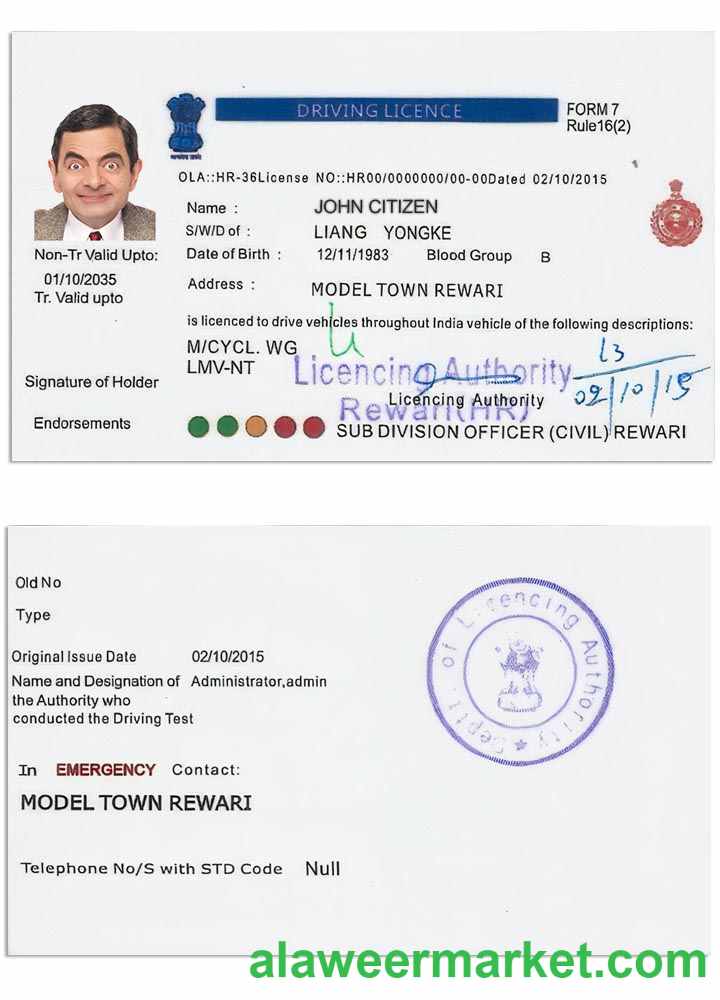 DRIVING LICENCE
FORM 7
Rule16(2)
OLA::HR-36License NO::HR00/0000000/00-00Dated 02/10/2015
Name : JOHN CITIZEN
S/W/D of : LIANG YONGKE
Date of Birth : 12/11/1983 Blood Group B
Address : MODEL TOWN REWARI
Non-Tr Valid Upto:
01/10/2035
Tr. Valid upto
is licenced to drive vehicles throughout India vehicle of the following descriptions:
M/CYCL. WG
LMV-NT
Licencing Authority
Rewari(HR)
13
02/10/15
Signature of Holder
Licencing Authority
Endorsements
SUB DIVISION OFFICER (CIVIL) REWARI
Old No
Type
Original Issue Date 02/10/2015
Name and Designation of Administrator,admin
the Authority who
conducted the Driving Test
In EMERGENCY Contact:
MODEL TOWN REWARI
Telephone No/S with STD Code Null
Septt. of Licencing Authority
alaweermarket.com